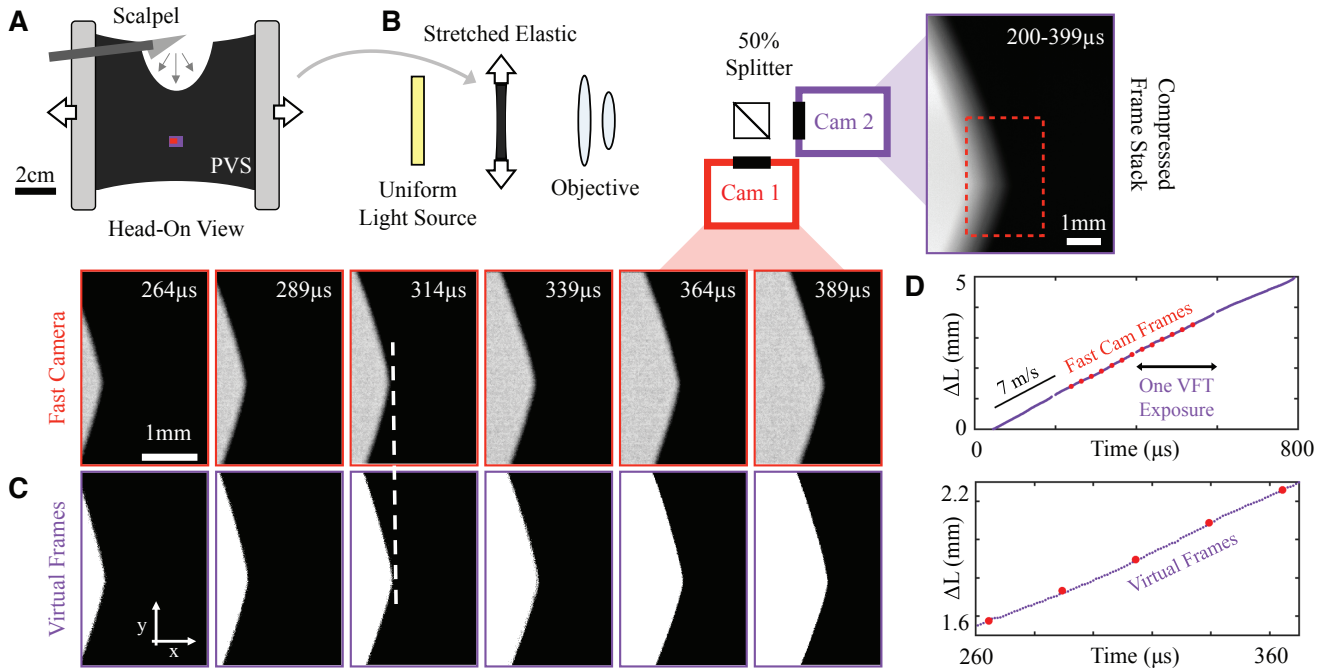 A
Scalpel
PVS
2cm
Head-On View
B
Stretched Elastic
Uniform
Light Source
Objective
50%
Splitter
Cam 1
Cam 2
200-399μs
1mm
Compressed
Frame Stack
Fast Camera
264μs
289μs
314μs
339μs
364μs
389μs
1mm
C
Virtual Frames
y
x
D
ΔL (mm)
5
0
7 m/s
Fast Cam Frames
One VFT
Exposure
0
Time (μs)
800
ΔL (mm)
2.2
1.6
Virtual Frames
260
Time (μs)
360